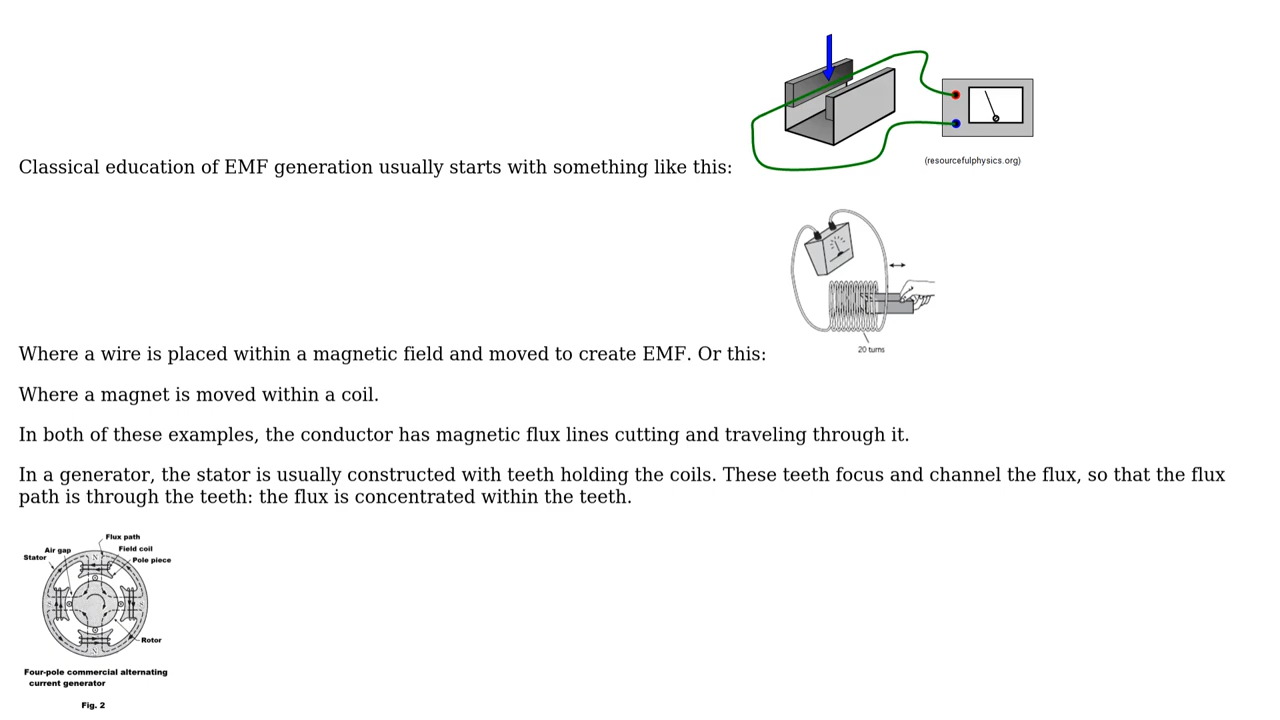 (resourcefulphysics.org)
Classical education of EMF generation usually starts with something like this:
20 turns
Where a wire is placed within a magnetic field and moved to create EMF. Or this:
Where a magnet is moved within a coil.
In both of these examples, the conductor has magnetic flux lines cutting and traveling through it.
In a generator, the stator is usually constructed with teeth holding the coils. These teeth focus and channel the flux, so that the flux
path is through the teeth: the flux is concentrated within the teeth.
Flux path
Air gap
Field coil
Stator
Pole piece
Rotor
Four-pole commercial alternating
current generator
Fig. 2